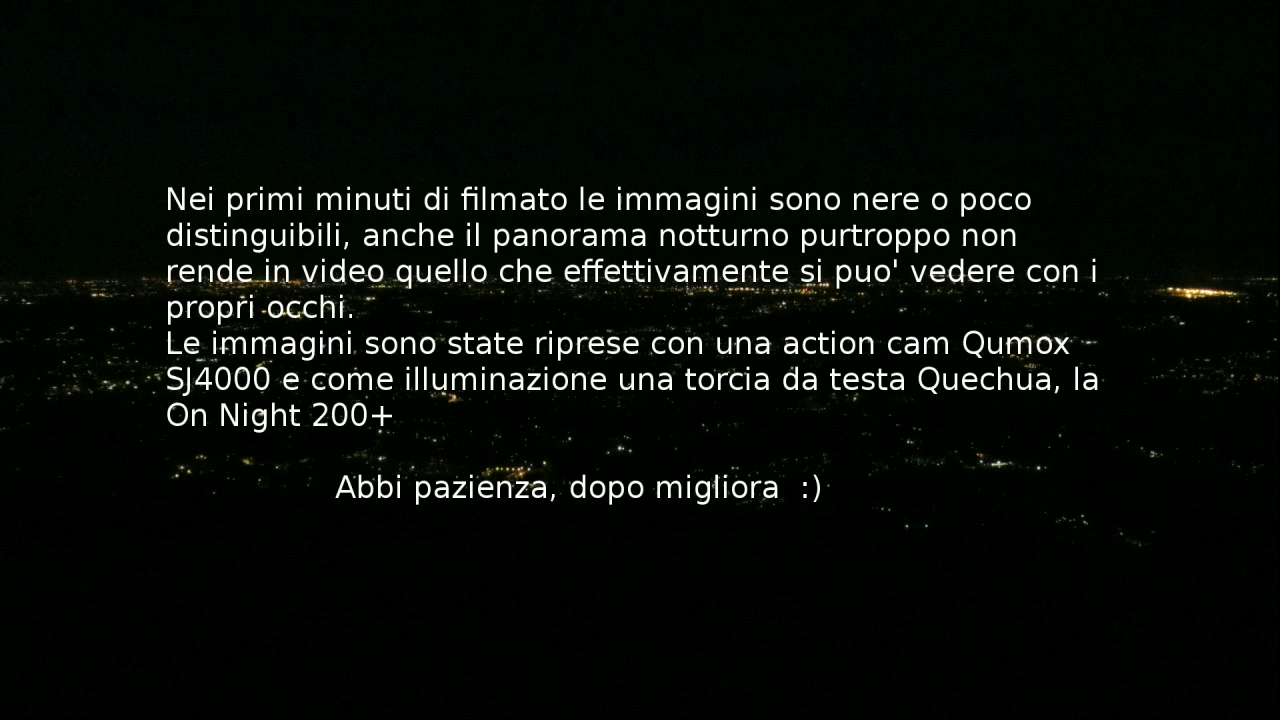 Nei primi minuti di filmato le immagini sono nere o poco
distinguibili, anche il panorama notturno purtroppo non
rende in video quello che effettivamente si puo' vedere con i
propri occhi.
Le immagini sono state riprese con una action cam Qumox
SJ4000 e come illuminazione una torcia da testa Quechua, la
On Night 200+
Abbi pazienza, dopo migliora  :)